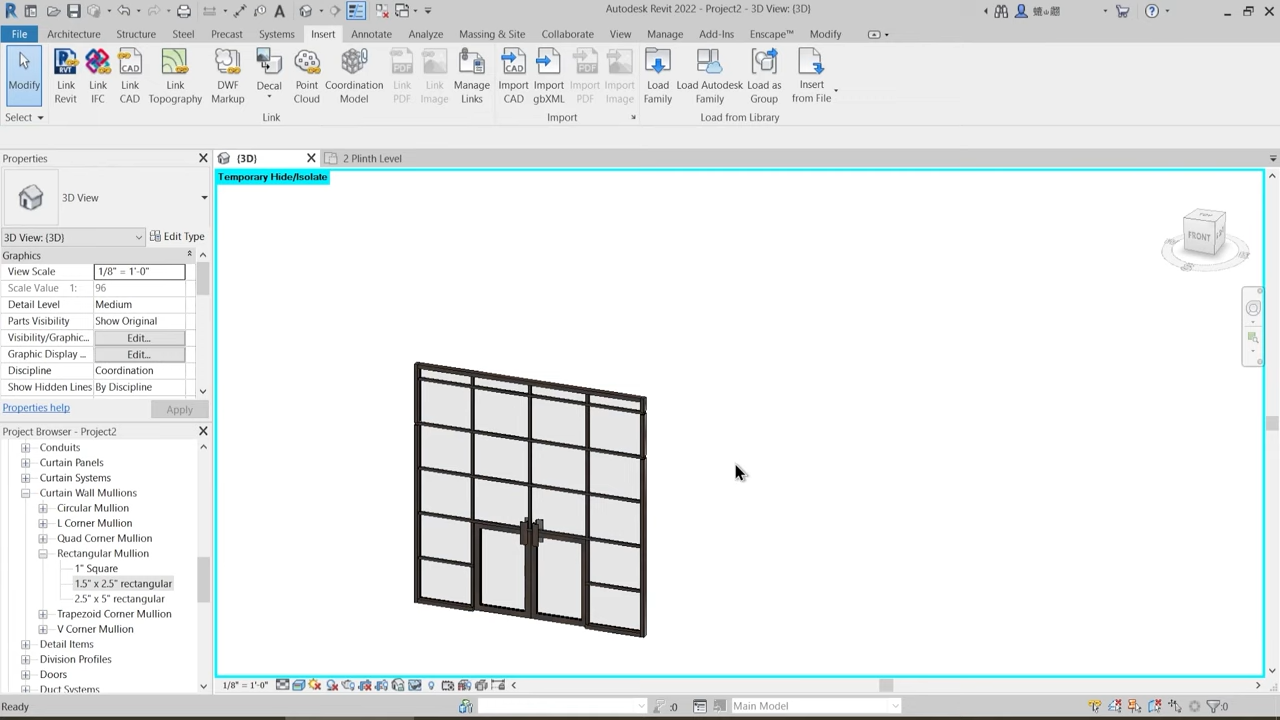 Autodesk Revit 2022 - Project2 - 3D View: {3D}
File Architecture Structure Steel Precast Systems Insert Annotate Analyze Massing & Site Collaborate View Manage Add-Ins Enscape™ Modify
Modify
Link Revit
Link IFC
Link CAD
Link Topography
DWF Markup
Decal
Point Cloud
Coordination Model
Link PDF
Link Image
Manage Links
Import CAD
Import gbXML
Import PDF
Import Image
Load Family
Load Autodesk Family
Load as Group
Insert from File
Select
Link
Import
Load from Library
Properties
{3D}
2 Plinth Level
Temporary Hide/Isolate
3D View
3D View: {3D}
Edit Type
Graphics
View Scale 1/8" = 1'-0"
Scale Value 1: 96
Detail Level Medium
Parts Visibility Show Original
Visibility/Graphic... Edit...
Graphic Display ... Edit...
Discipline Coordination
Show Hidden Lines By Discipline
Properties help
Apply
FRONT
Project Browser - Project2
Conduits
Curtain Panels
Curtain Systems
Curtain Wall Mullions
Circular Mullion
L Corner Mullion
Quad Corner Mullion
Rectangular Mullion
1" Square
1.5" x 2.5" rectangular
2.5" x 5" rectangular
Trapezoid Corner Mullion
V Corner Mullion
Detail Items
Division Profiles
Doors
Duct Systems
1/8" = 1'-0"
Ready
:0
Main Model
:0